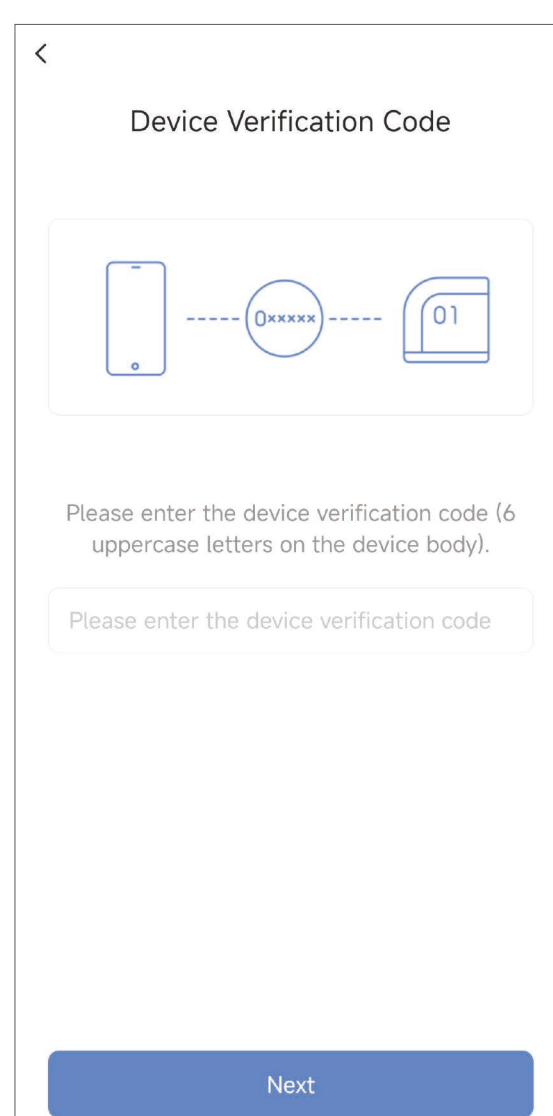 Device Verification Code
0×××××
01
Please enter the device verification code (6
uppercase letters on the device body).
Please enter the device verification code
Next